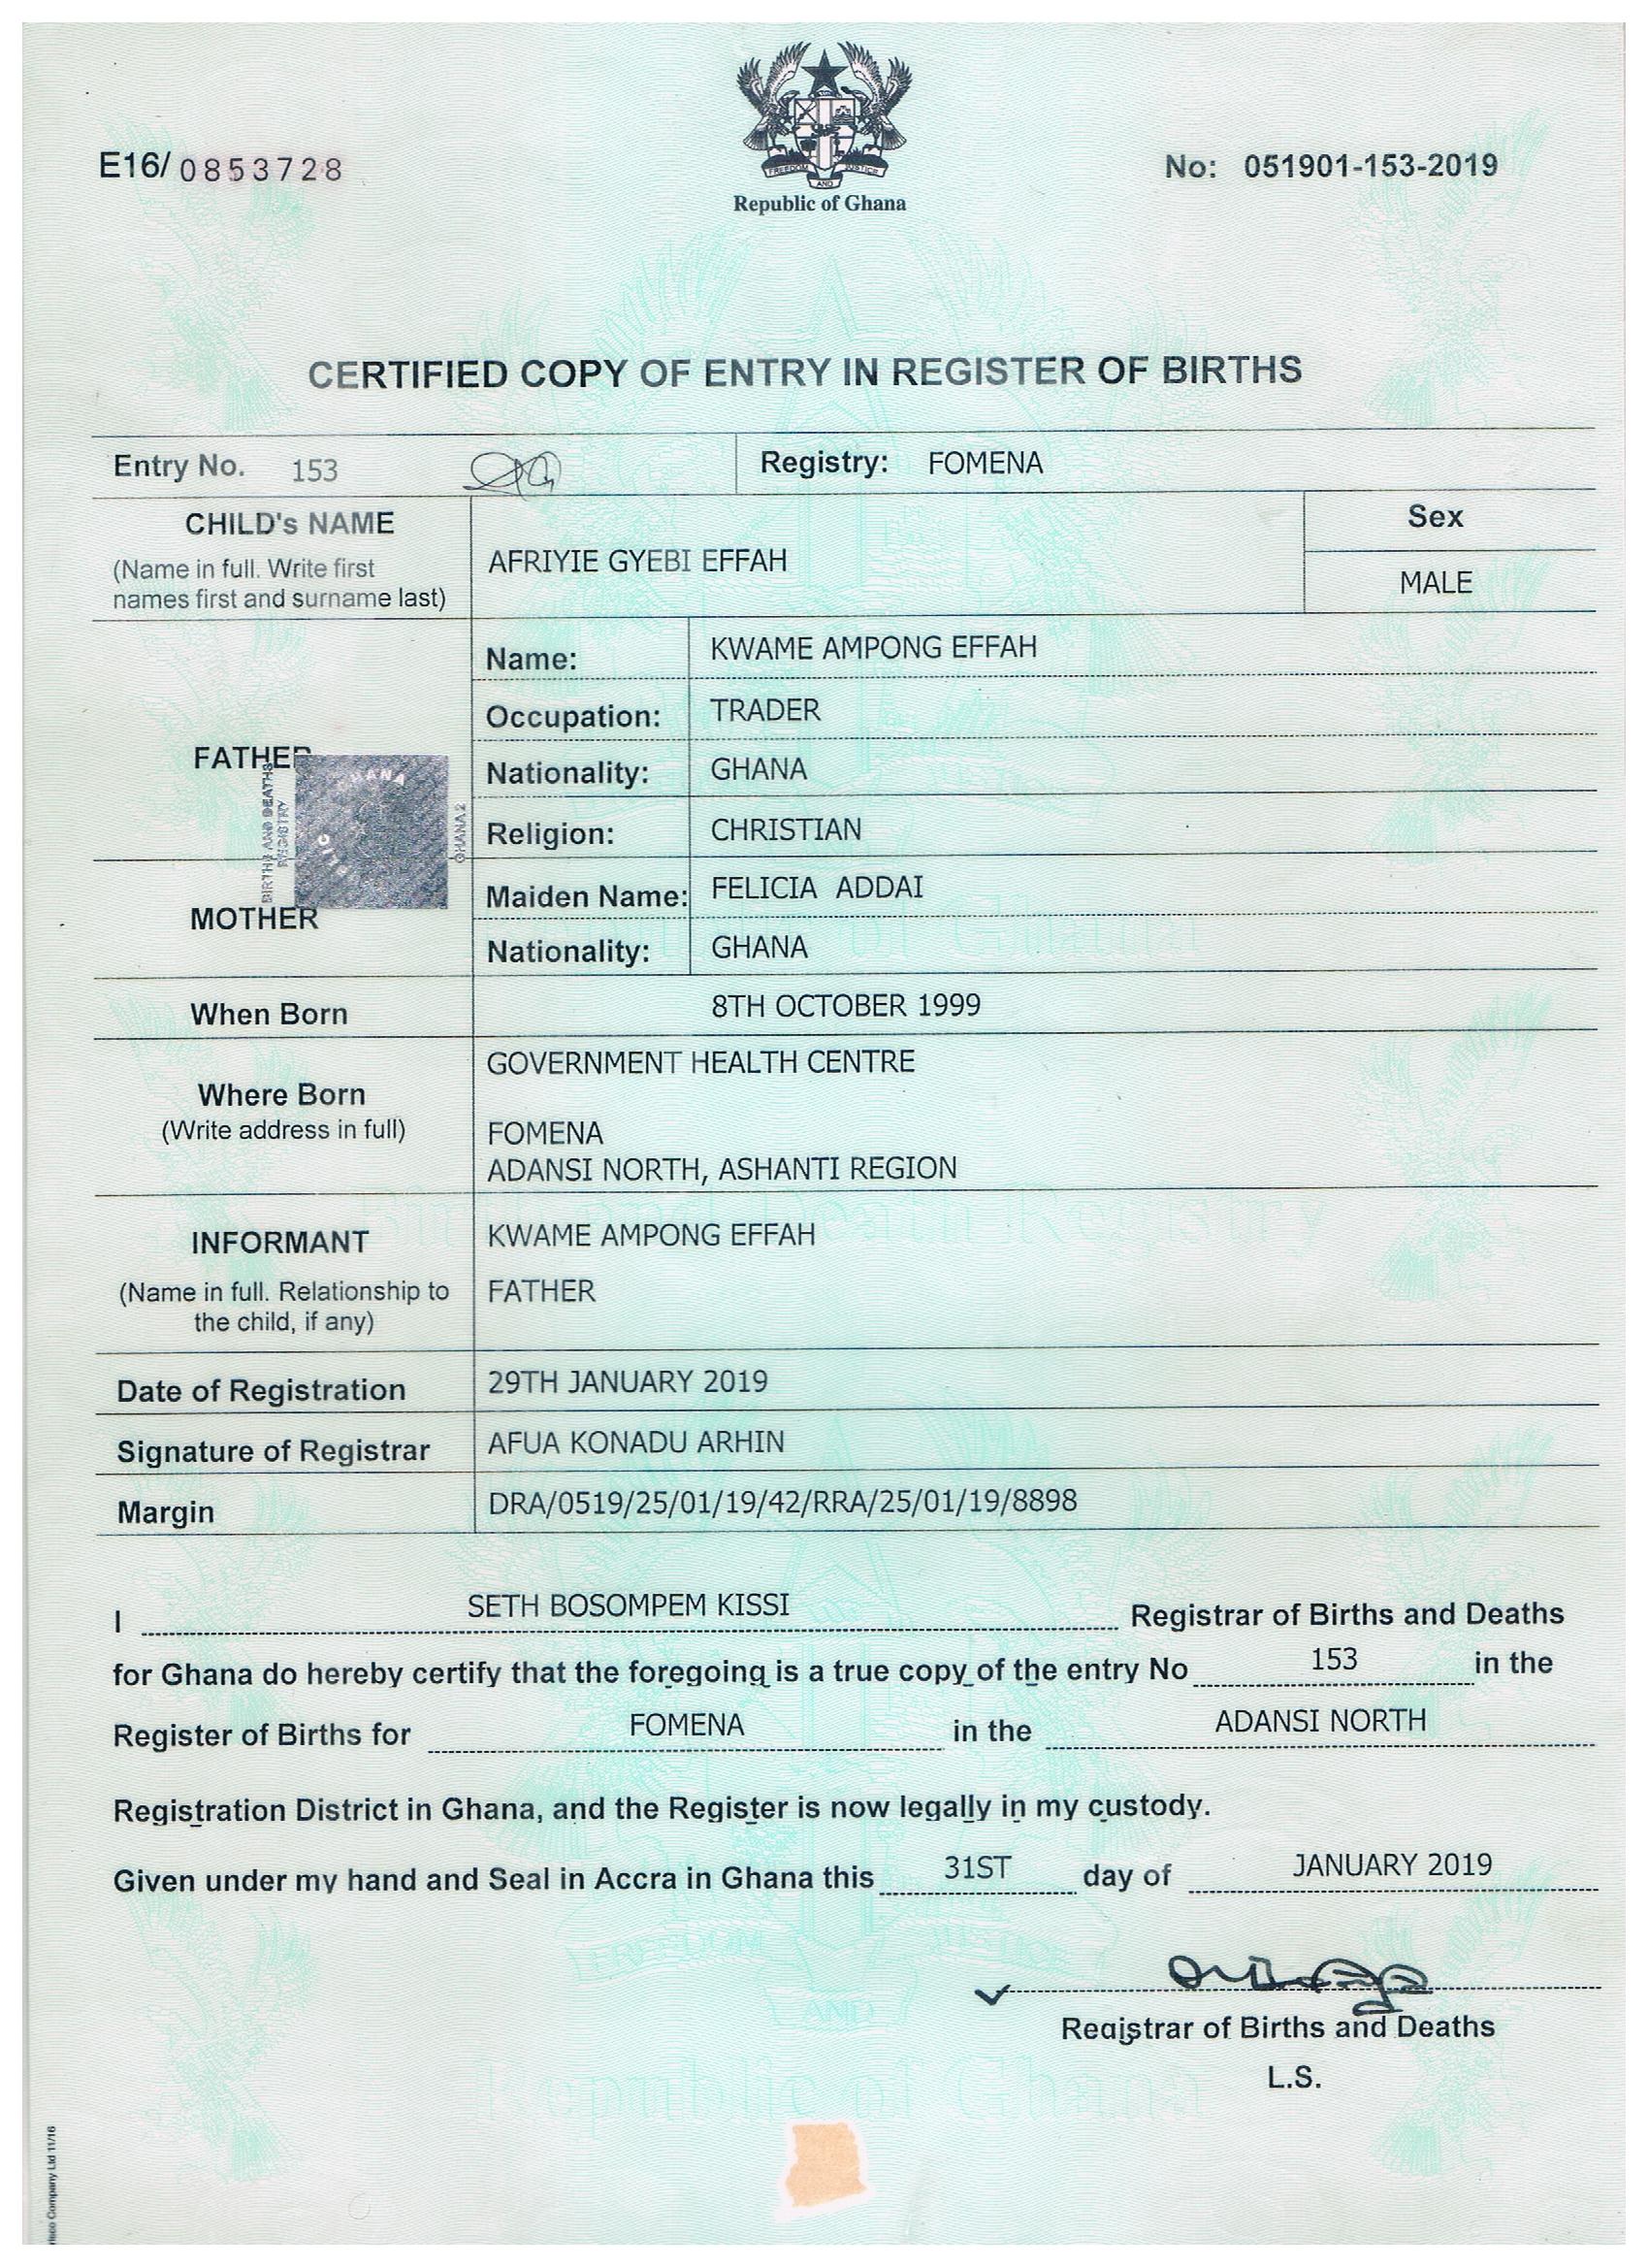 FREEDOM AND JUSTICE
Republic of Ghana
E16/ 0853728
No: 051901-153-2019
CERTIFIED COPY OF ENTRY IN REGISTER OF BIRTHS
Entry No. 153
Registry: FOMENA
CHILD's NAME
(Name in full. Write first
names first and surname last)
AFRIYIE GYEBI EFFAH
Sex
MALE
FATHER
Name: KWAME AMPONG EFFAH
Occupation: TRADER
Nationality: GHANA
Religion: CHRISTIAN
BIRTHS AND DEATHS
REGISTRY
GHANA
GHANA 2
MOTHER
Maiden Name: FELICIA ADDAI
Nationality: GHANA
When Born 8TH OCTOBER 1999
Where Born
(Write address in full)
GOVERNMENT HEALTH CENTRE
FOMENA
ADANSI NORTH, ASHANTI REGION
INFORMANT
(Name in full. Relationship to
the child, if any)
KWAME AMPONG EFFAH
FATHER
Date of Registration 29TH JANUARY 2019
Signature of Registrar AFUA KONADU ARHIN
Margin DRA/0519/25/01/19/42/RRA/25/01/19/8898
I SETH BOSOMPEM KISSI Registrar of Births and Deaths
for Ghana do hereby certify that the foregoing is a true copy of the entry No 153 in the
Register of Births for FOMENA in the ADANSI NORTH
Registration District in Ghana, and the Register is now legally in my custody.
Given under my hand and Seal in Accra in Ghana this 31ST day of JANUARY 2019
Registrar of Births and Deaths
L.S.
FREEDOM AND JUSTICE
Republic of Ghana
Company Ltd 11/16